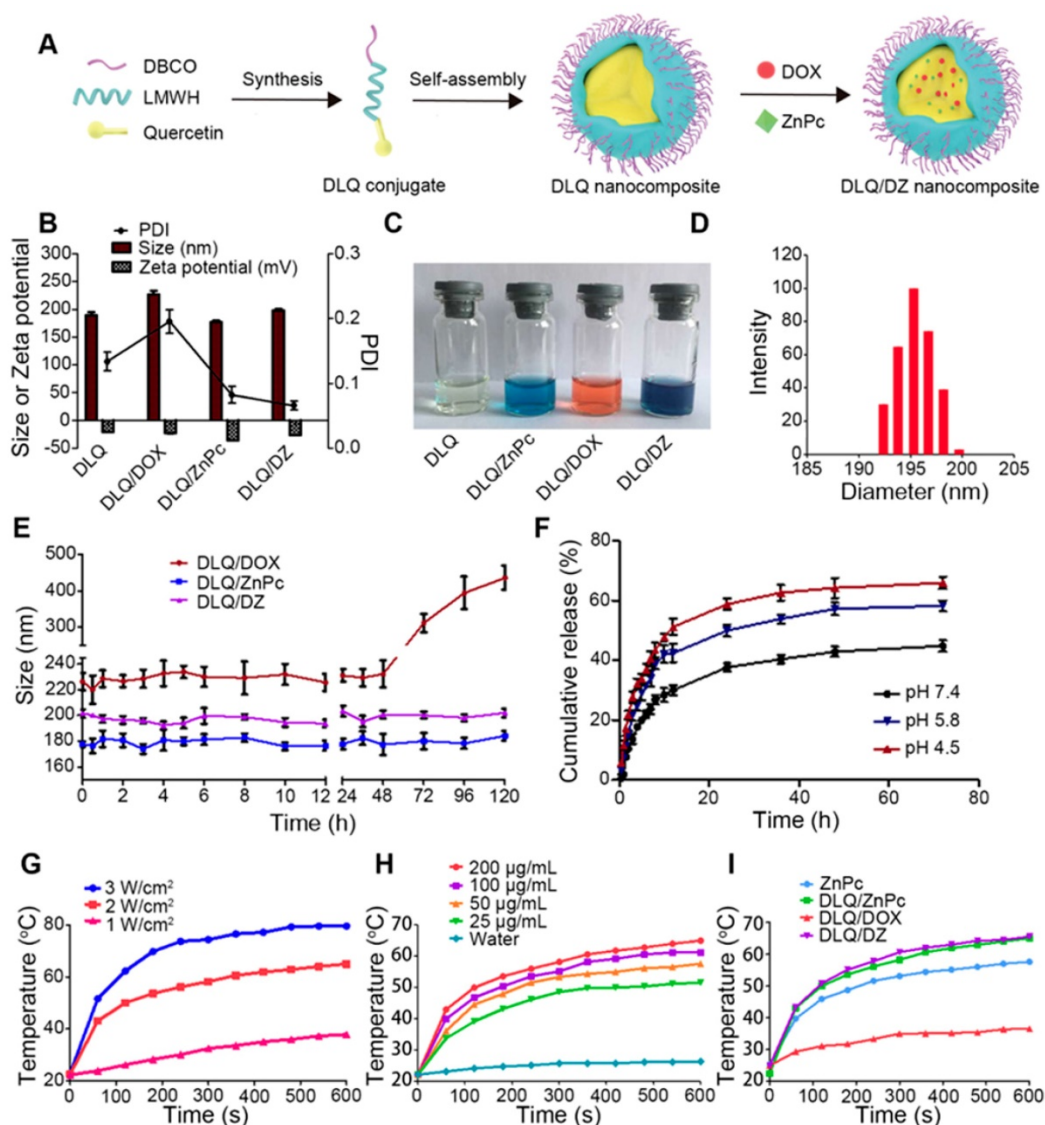 A
DBCO
LMWH
Quercetin
Synthesis
Self-assembly
DOX
ZnPc
DLQ conjugate
DLQ nanocomposite
DLQ/DZ nanocomposite
B
PDI
Size (nm)
Zeta potential (mV)
Size or Zeta potential
300
250
200
150
100
50
0
-50
0.3
0.2
0.1
0.0
PDI
DLQ
DLQ/DOX
DLQ/ZnPc
DLQ/DZ
C
DLQ
DLQ/ZnPc
DLQ/DOX
DLQ/DZ
D
Intensity
120
100
80
60
40
20
0
185 190 195 200 205
Diameter (nm)
E
DLQ/DOX
DLQ/ZnPc
DLQ/DZ
Size (nm)
500
400
300
240
220
200
180
160
0 2 4 6 8 10 12 24 48 72 96 120
Time (h)
F
Cumulative release (%)
80
60
40
20
0
pH 7.4
pH 5.8
pH 4.5
0 20 40 60 80
Time (h)
G
3 W/cm²
2 W/cm²
1 W/cm²
Temperature (ºC)
80
60
40
20
0 100 200 300 400 500 600
Time (s)
H
200 µg/mL
100 µg/mL
50 µg/mL
25 µg/mL
Water
Temperature (ºC)
70
60
50
40
30
20
0 100 200 300 400 500 600
Time (s)
I
ZnPc
DLQ/ZnPc
DLQ/DOX
DLQ/DZ
Temperature (ºC)
70
60
50
40
30
20
0 100 200 300 400 500 600
Time (s)